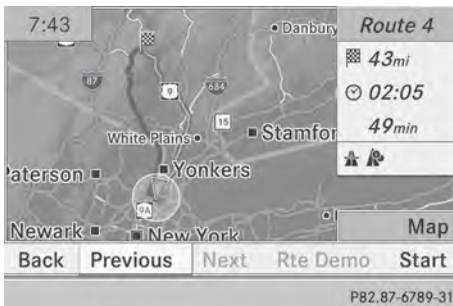 7:43
Danbury
Route 4
43mi
87
9
684
02:05
15
49min
White Plains
Stamfor
aterson
Yonkers
9A
Newark
New York
Map
Back Previous Next Rte Demo Start
P82.87-6789-31